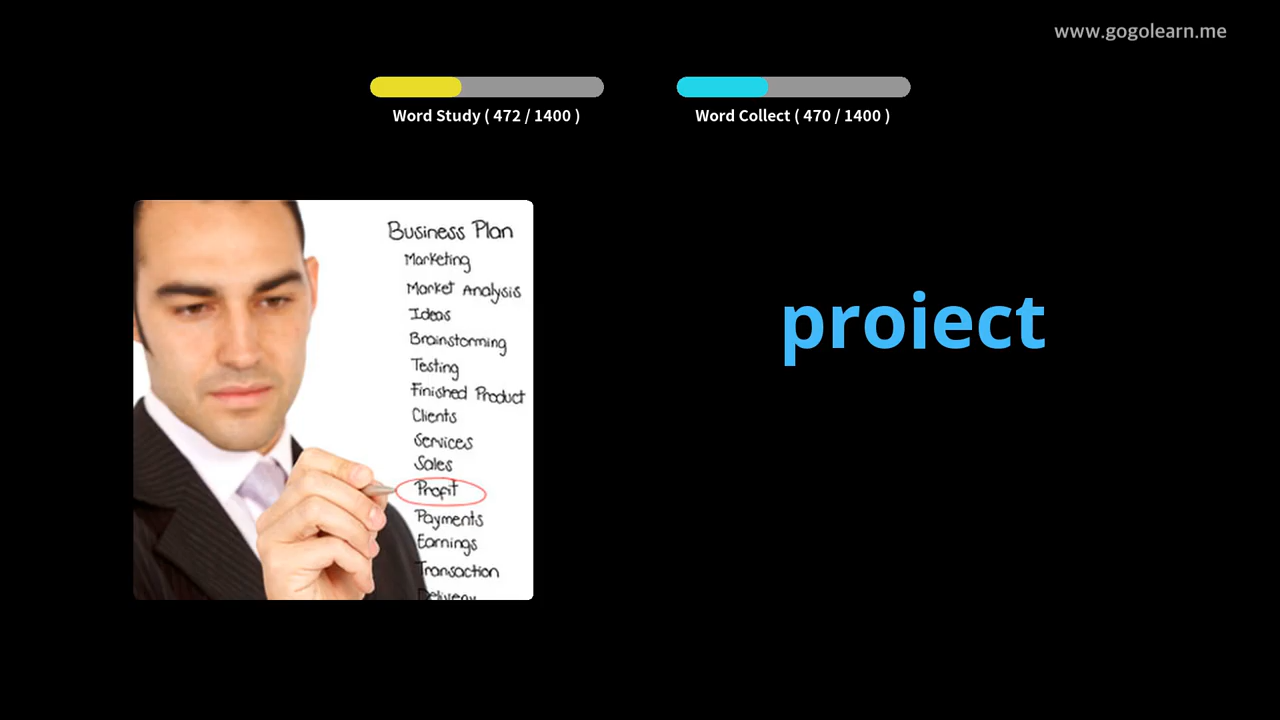 www.gogolearn.me
Word Study ( 472 / 1400 )
Word Collect ( 470 / 1400 )
Business Plan
Marketing
Market Analysis
Ideas
Brainstorming
Testing
Finished Product
Clients
Services
Sales
Profit
Payments
Earnings
Transaction
Delivery
proiect